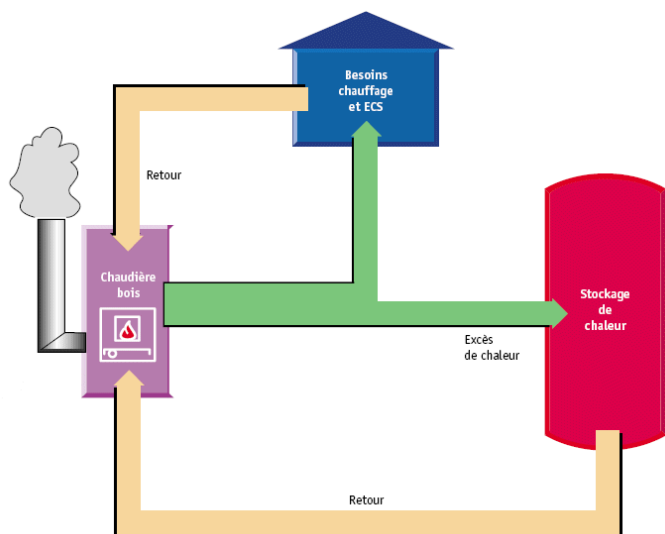 Besoins
chauffage
et ECS
Retour
Chaudière
bois
Stockage
de
chaleur
Excès
de chaleur
Retour